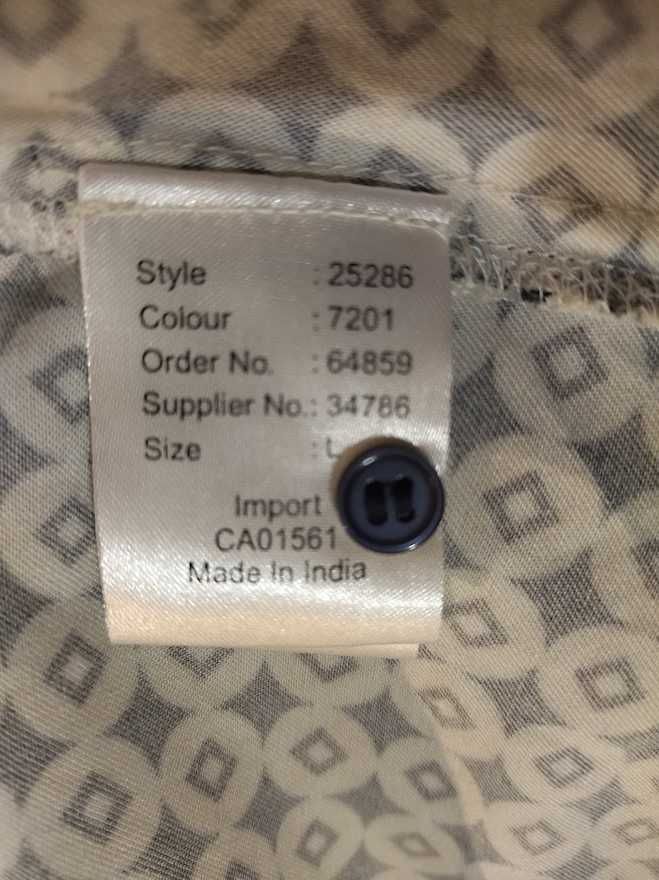 Style : 25286
Colour : 7201
Order No. : 64859
Supplier No.: 34786
Size : L
Import
CA01561
Made In India